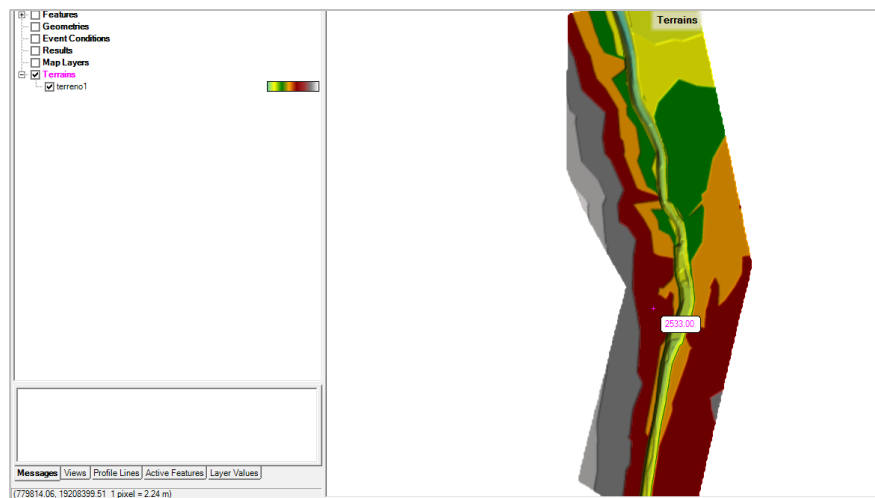 Features
Geometries
Event Conditions
Results
Map Layers
Terrains
terreno1
Terrains
2533.00
Messages Views Profile Lines Active Features Layer Values
(779814.06, 19208399.51 1 pixel = 2.24 m)